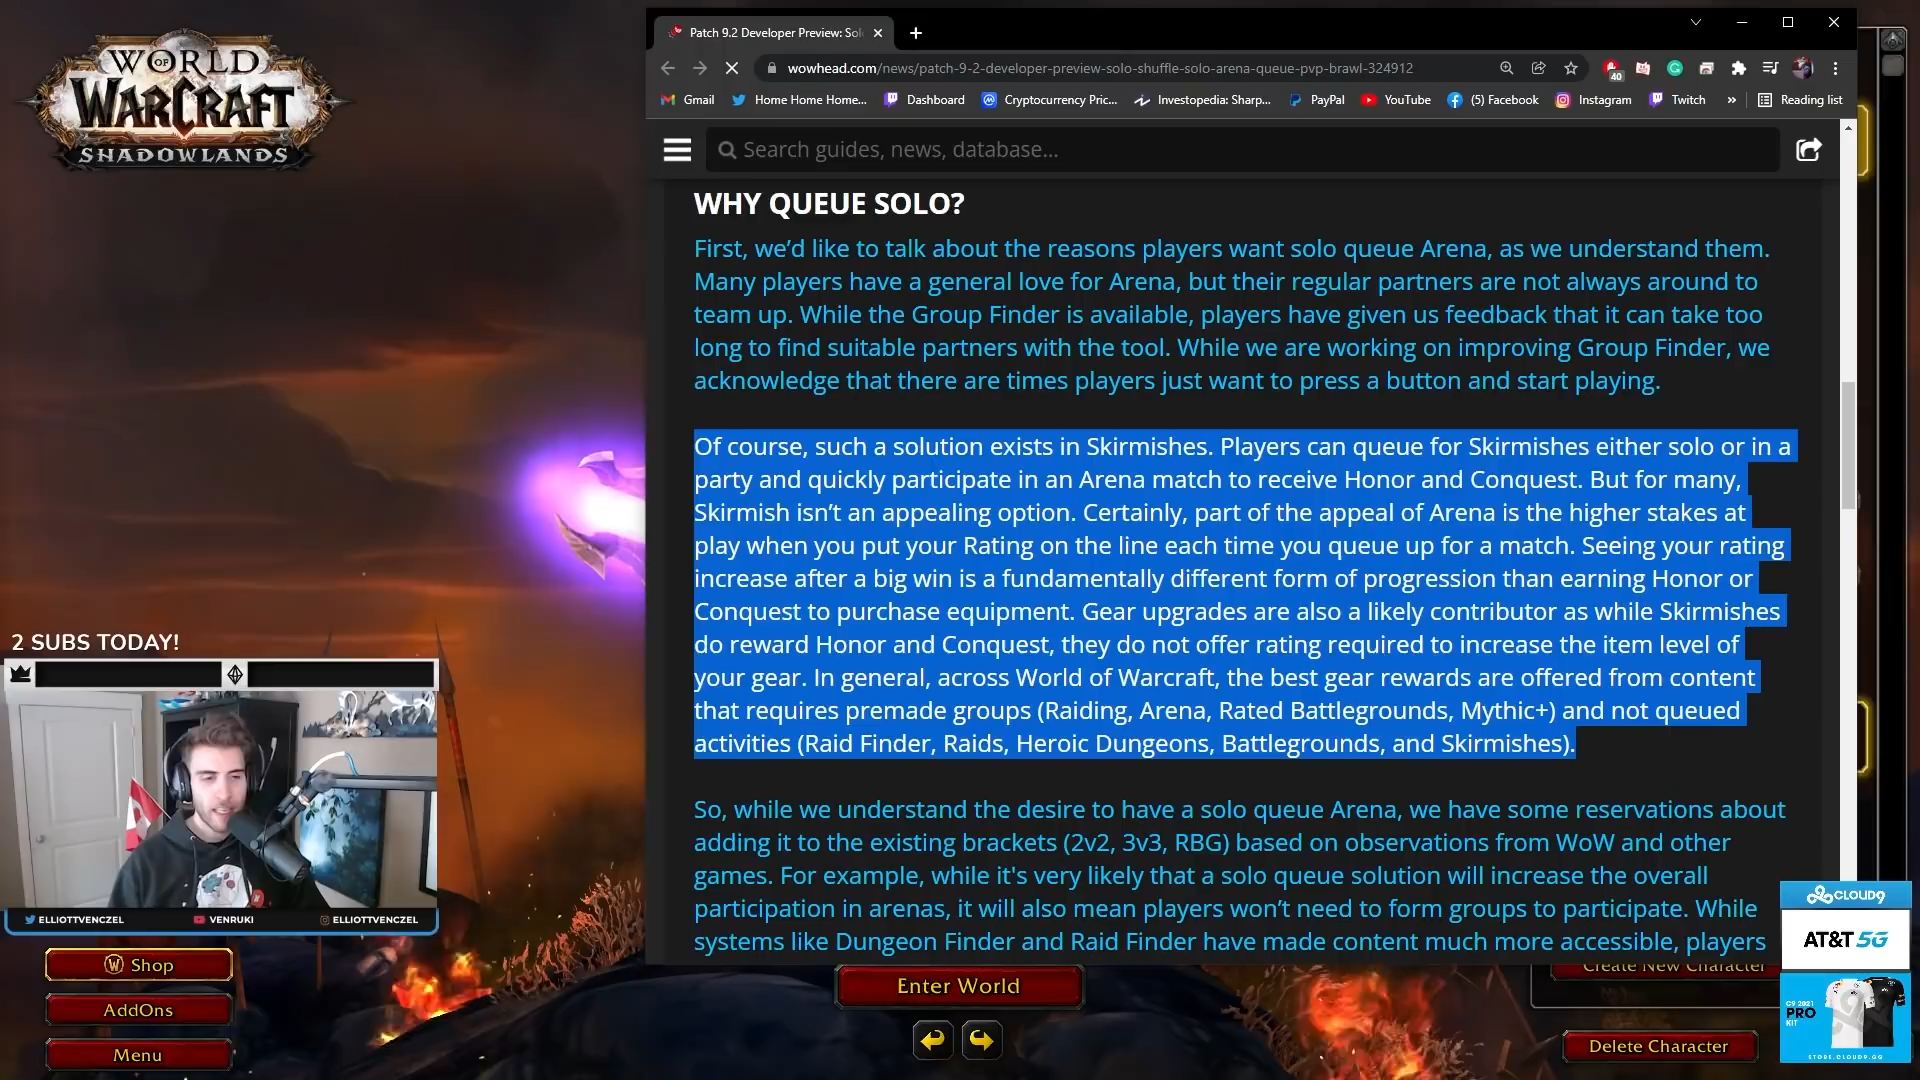 WORLD OF
WARCRAFT
SHADOWLANDS
Patch 9.2 Developer Preview: Sol
wowhead.com/news/patch-9-2-developer-preview-solo-shuffle-solo-arena-queue-pvp-brawl-324912
40
Gmail
Home Home Home...
Dashboard
Cryptocurrency Pric...
Investopedia: Sharp...
PayPal
YouTube
(5) Facebook
Instagram
Twitch
»
Reading list
Search guides, news, database...
WHY QUEUE SOLO?
First, we’d like to talk about the reasons players want solo queue Arena, as we understand them.
Many players have a general love for Arena, but their regular partners are not always around to
team up. While the Group Finder is available, players have given us feedback that it can take too
long to find suitable partners with the tool. While we are working on improving Group Finder, we
acknowledge that there are times players just want to press a button and start playing.
Of course, such a solution exists in Skirmishes. Players can queue for Skirmishes either solo or in a
party and quickly participate in an Arena match to receive Honor and Conquest. But for many,
Skirmish isn’t an appealing option. Certainly, part of the appeal of Arena is the higher stakes at
play when you put your Rating on the line each time you queue up for a match. Seeing your rating
increase after a big win is a fundamentally different form of progression than earning Honor or
Conquest to purchase equipment. Gear upgrades are also a likely contributor as while Skirmishes
do reward Honor and Conquest, they do not offer rating required to increase the item level of
your gear. In general, across World of Warcraft, the best gear rewards are offered from content
that requires premade groups (Raiding, Arena, Rated Battlegrounds, Mythic+) and not queued
activities (Raid Finder, Raids, Heroic Dungeons, Battlegrounds, and Skirmishes).
So, while we understand the desire to have a solo queue Arena, we have some reservations about
adding it to the existing brackets (2v2, 3v3, RBG) based on observations from WoW and other
games. For example, while it's very likely that a solo queue solution will increase the overall
participation in arenas, it will also mean players won’t need to form groups to participate. While
systems like Dungeon Finder and Raid Finder have made content much more accessible, players
2 SUBS TODAY!
ELLIOTTVENCZEL
VENRUKI
ELLIOTTVENCZEL
Shop
AddOns
Menu
Enter World
Create New Character
Delete Character
CLOUD9
AT&T 5G
C9 2021
PRO
KIT
STORE.CLOUD9.GG